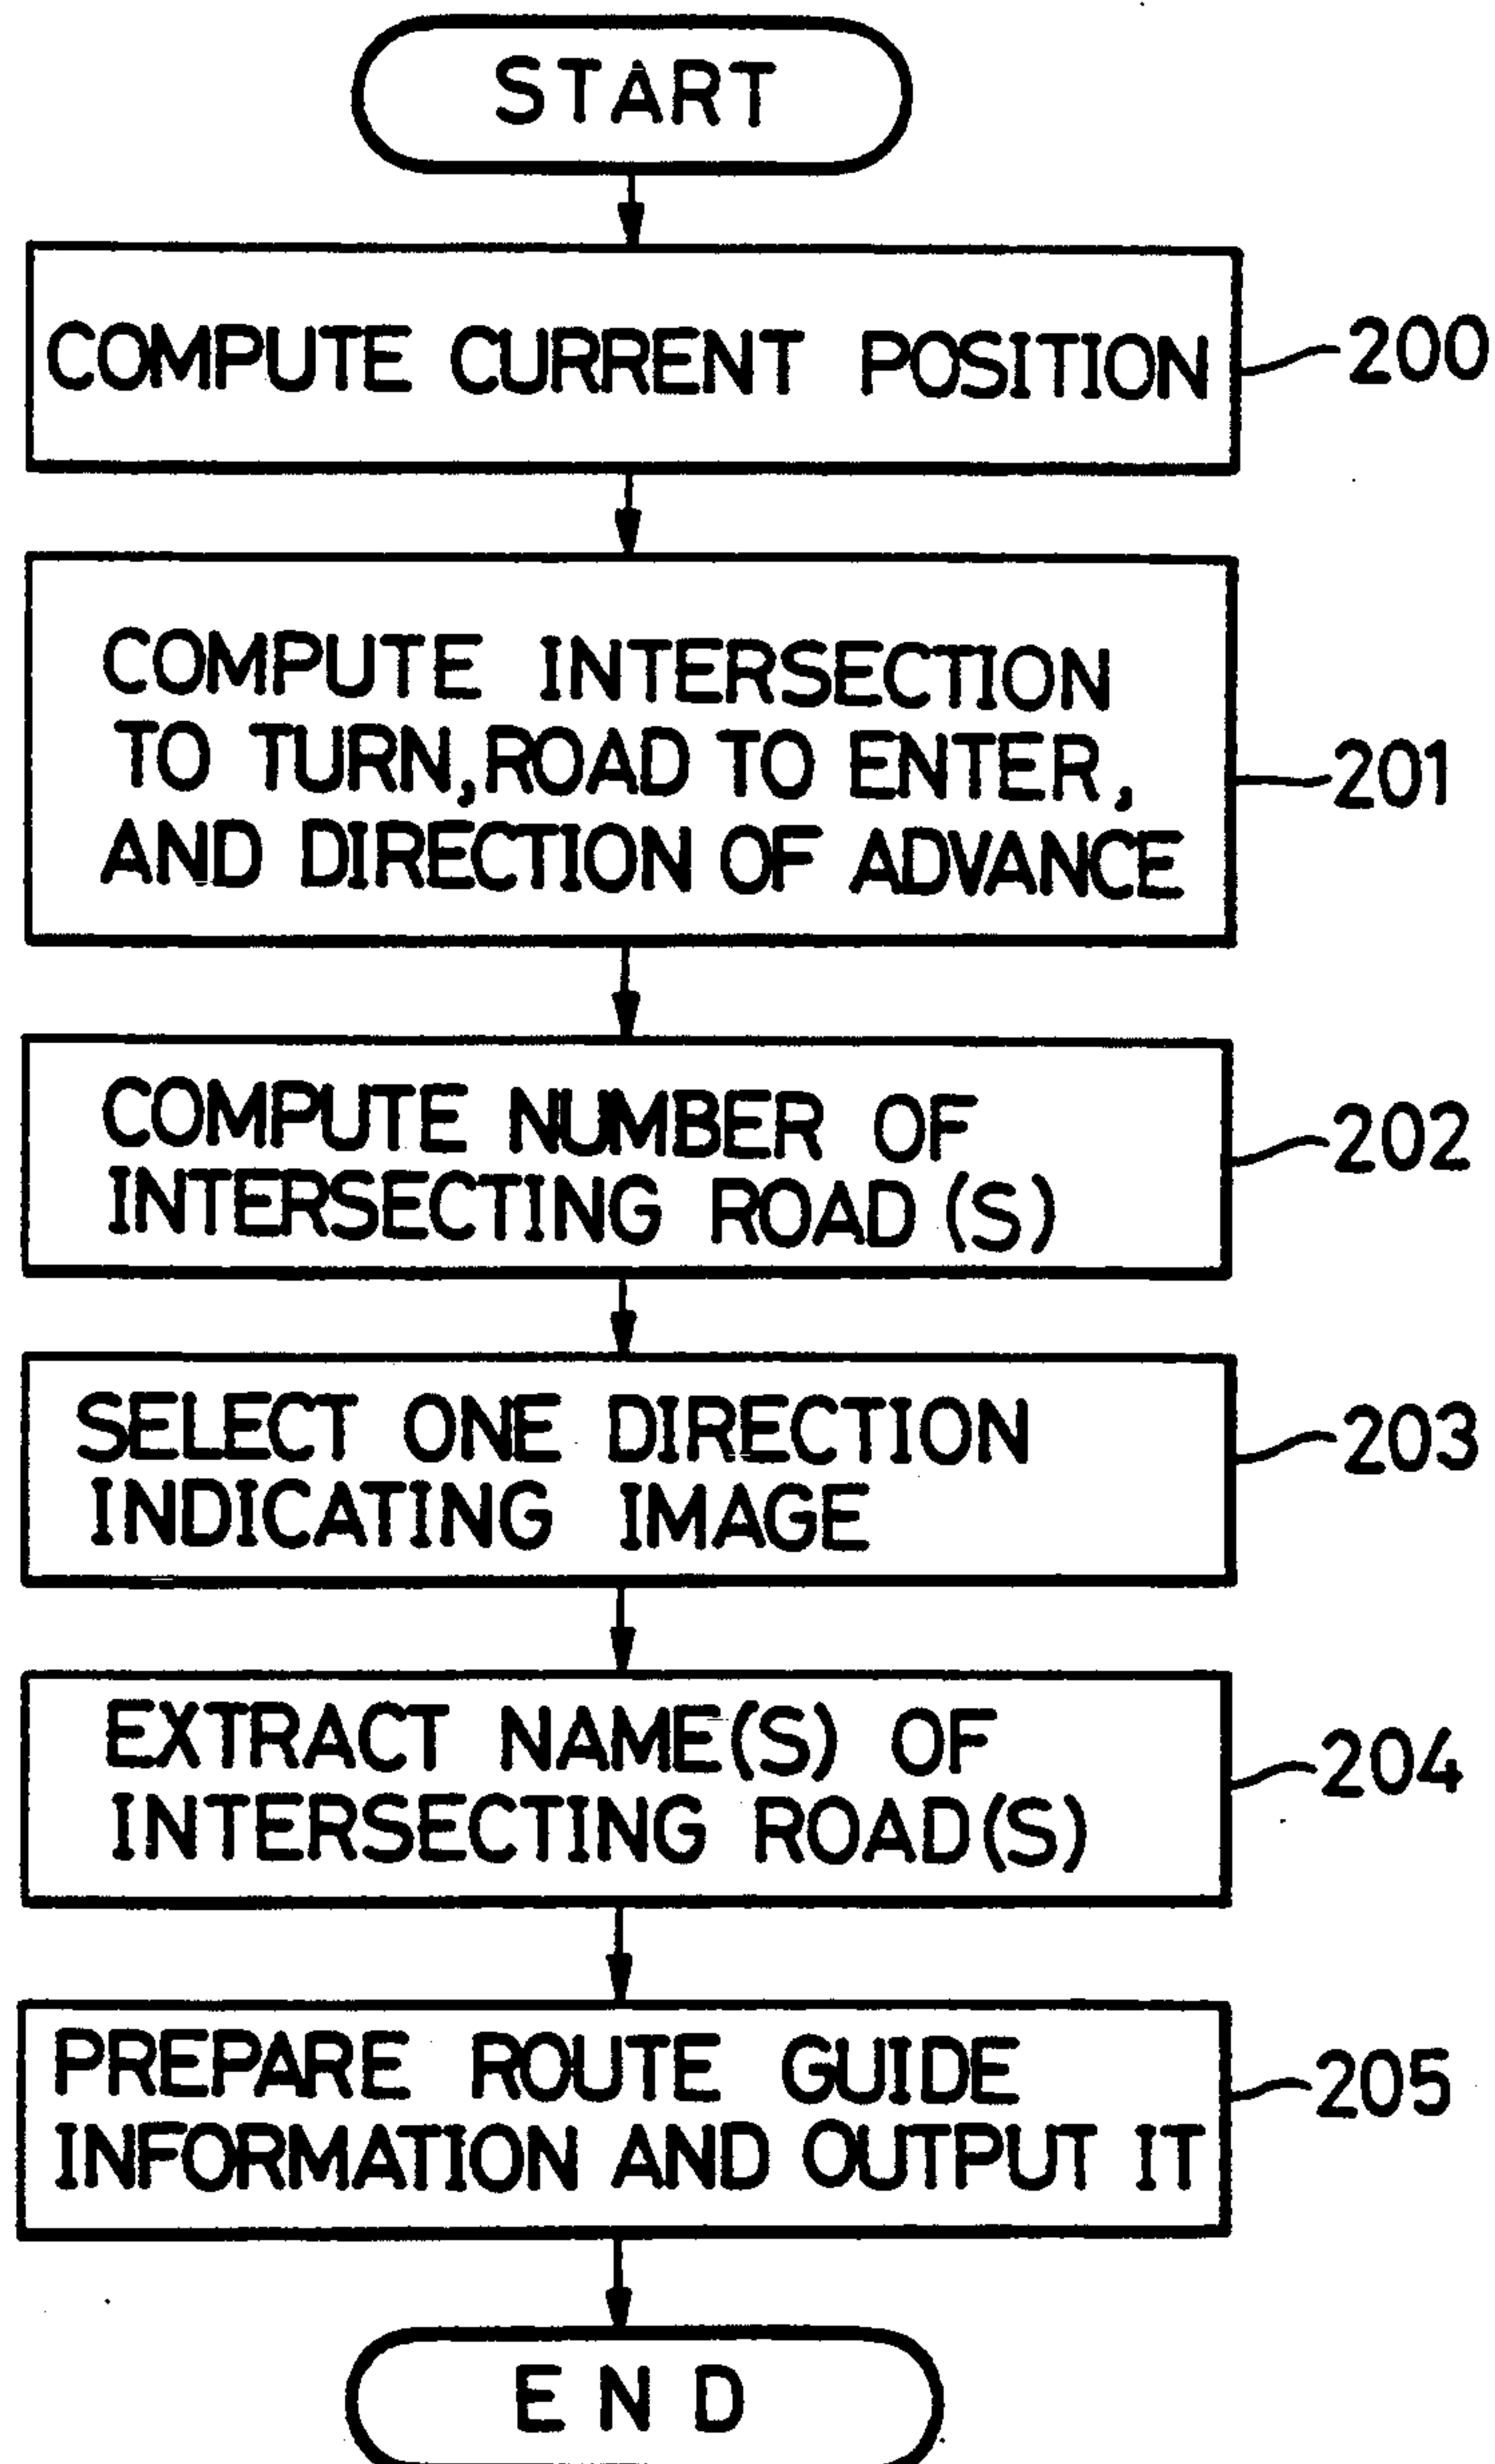 START
COMPUTE CURRENT POSITION
200
COMPUTE INTERSECTION
TO TURN, ROAD TO ENTER,
AND DIRECTION OF ADVANCE
201
COMPUTE NUMBER OF
INTERSECTING ROAD (S)
202
SELECT ONE DIRECTION
INDICATING IMAGE
203
EXTRACT NAME(S) OF
INTERSECTING ROAD(S)
204
PREPARE ROUTE GUIDE
INFORMATION AND OUTPUT IT
205
END